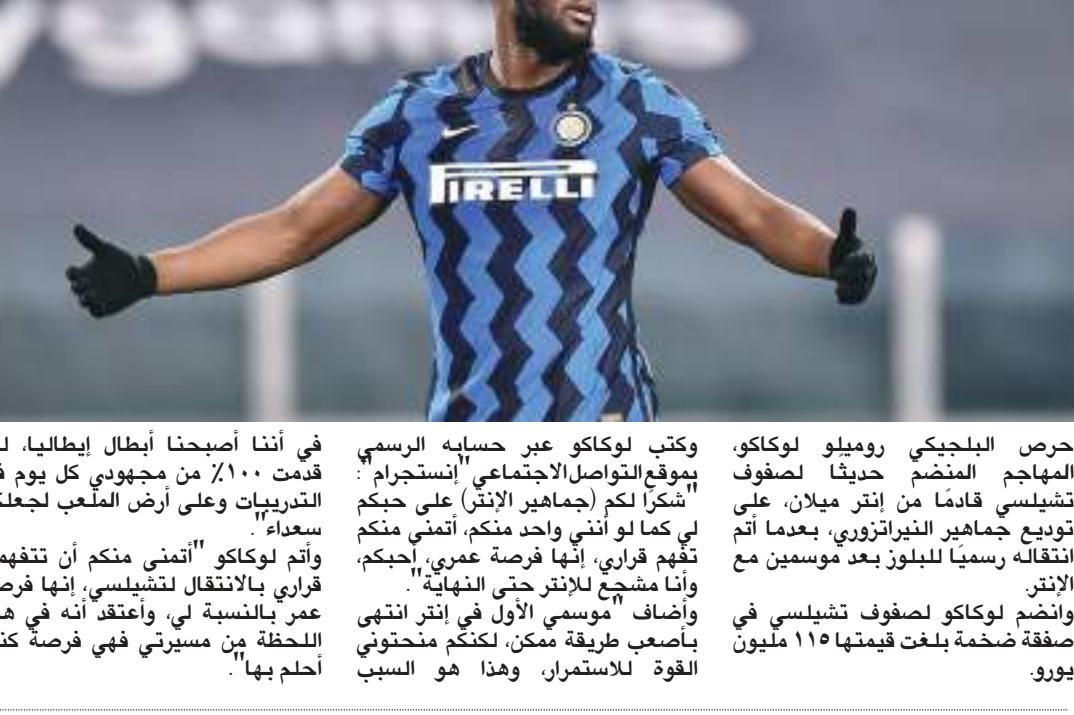 PIRELLI
حرص البلجيكي روميلو لوكاكو،
المهاجم المنضم حديثا لصفوف
تشيلسي قادمًا من إنتر ميلان، على
توديع جماهير النيراتزوري، بعدما أتم
انتقاله رسميًا للبلوز بعد موسمين مع
الإنتر.
وانضم لوكاكو لصفوف تشيلسي في
صفقة ضخمة بلغت قيمتها ١١٥ مليون
يورو.
وكتب لوكاكو عبر حسابه الرسمي
بموقع التواصل الاجتماعي "إنستجرام":
"شكرًا لكم (جماهير الإنتر) على حبكم
لي كما لو أنني واحد منكم، أتمنى منكم
تفهم قراري، إنها فرصة عمري، أحبكم،
وأنا مشجع للإنتر حتى النهاية".
وأضاف "موسمي الأول في إنتر انتهى
بأصعب طريقة ممكن، لكنكم منحتوني
القوة للاستمرار، وهذا هو السبب
في أننا أصبحنا أبطال إيطاليا،
قدمت ١٠٠٪ من مجهودي كل يوم
التدريبات وعلى أرض الملعب
سعداء".
وأتم لوكاكو "أتمنى منكم أن
قراري بالانتقال لتشيلسي، إنها
عمر بالنسبة لي، وأعتقد أنه في
اللحظة من مسيرتي فهي فرصة
أحلم بها".